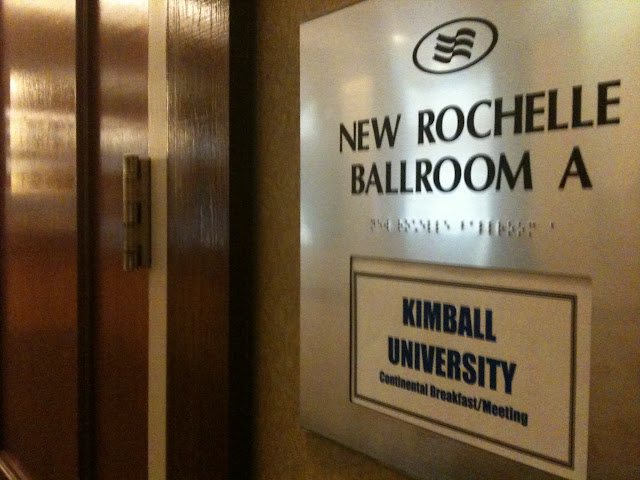 NEW ROCHELLE
BALLROOM A
KIMBALL
UNIVERSITY
Continental Breakfast/Meeting